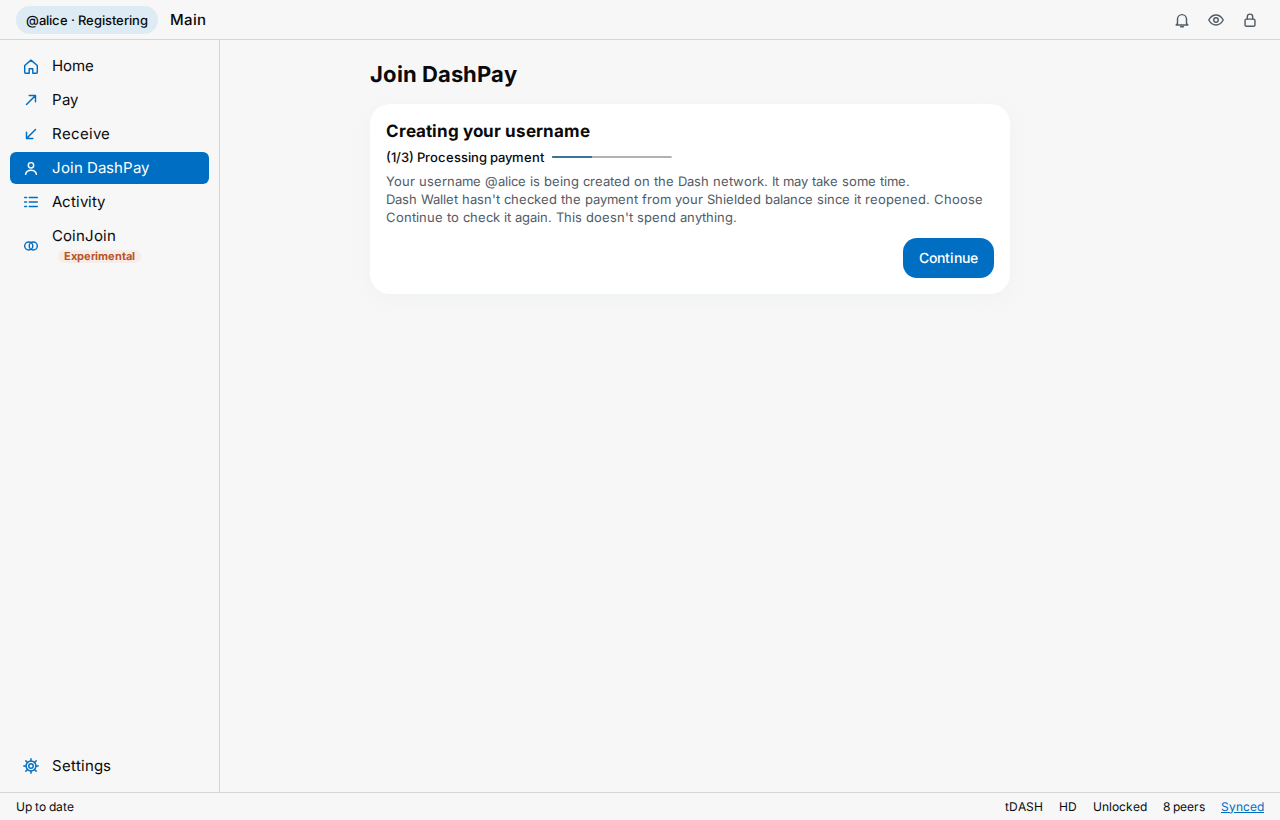 @alice · Registering
Main
Home
Pay
Receive
Join DashPay
Activity
CoinJoin
Experimental
Settings
Join DashPay
Creating your username
(1/3) Processing payment
Your username @alice is being created on the Dash network. It may take some time.
Dash Wallet hasn't checked the payment from your Shielded balance since it reopened. Choose
Continue to check it again. This doesn't spend anything.
Continue
Up to date
tDASH
HD
Unlocked
8 peers
Synced